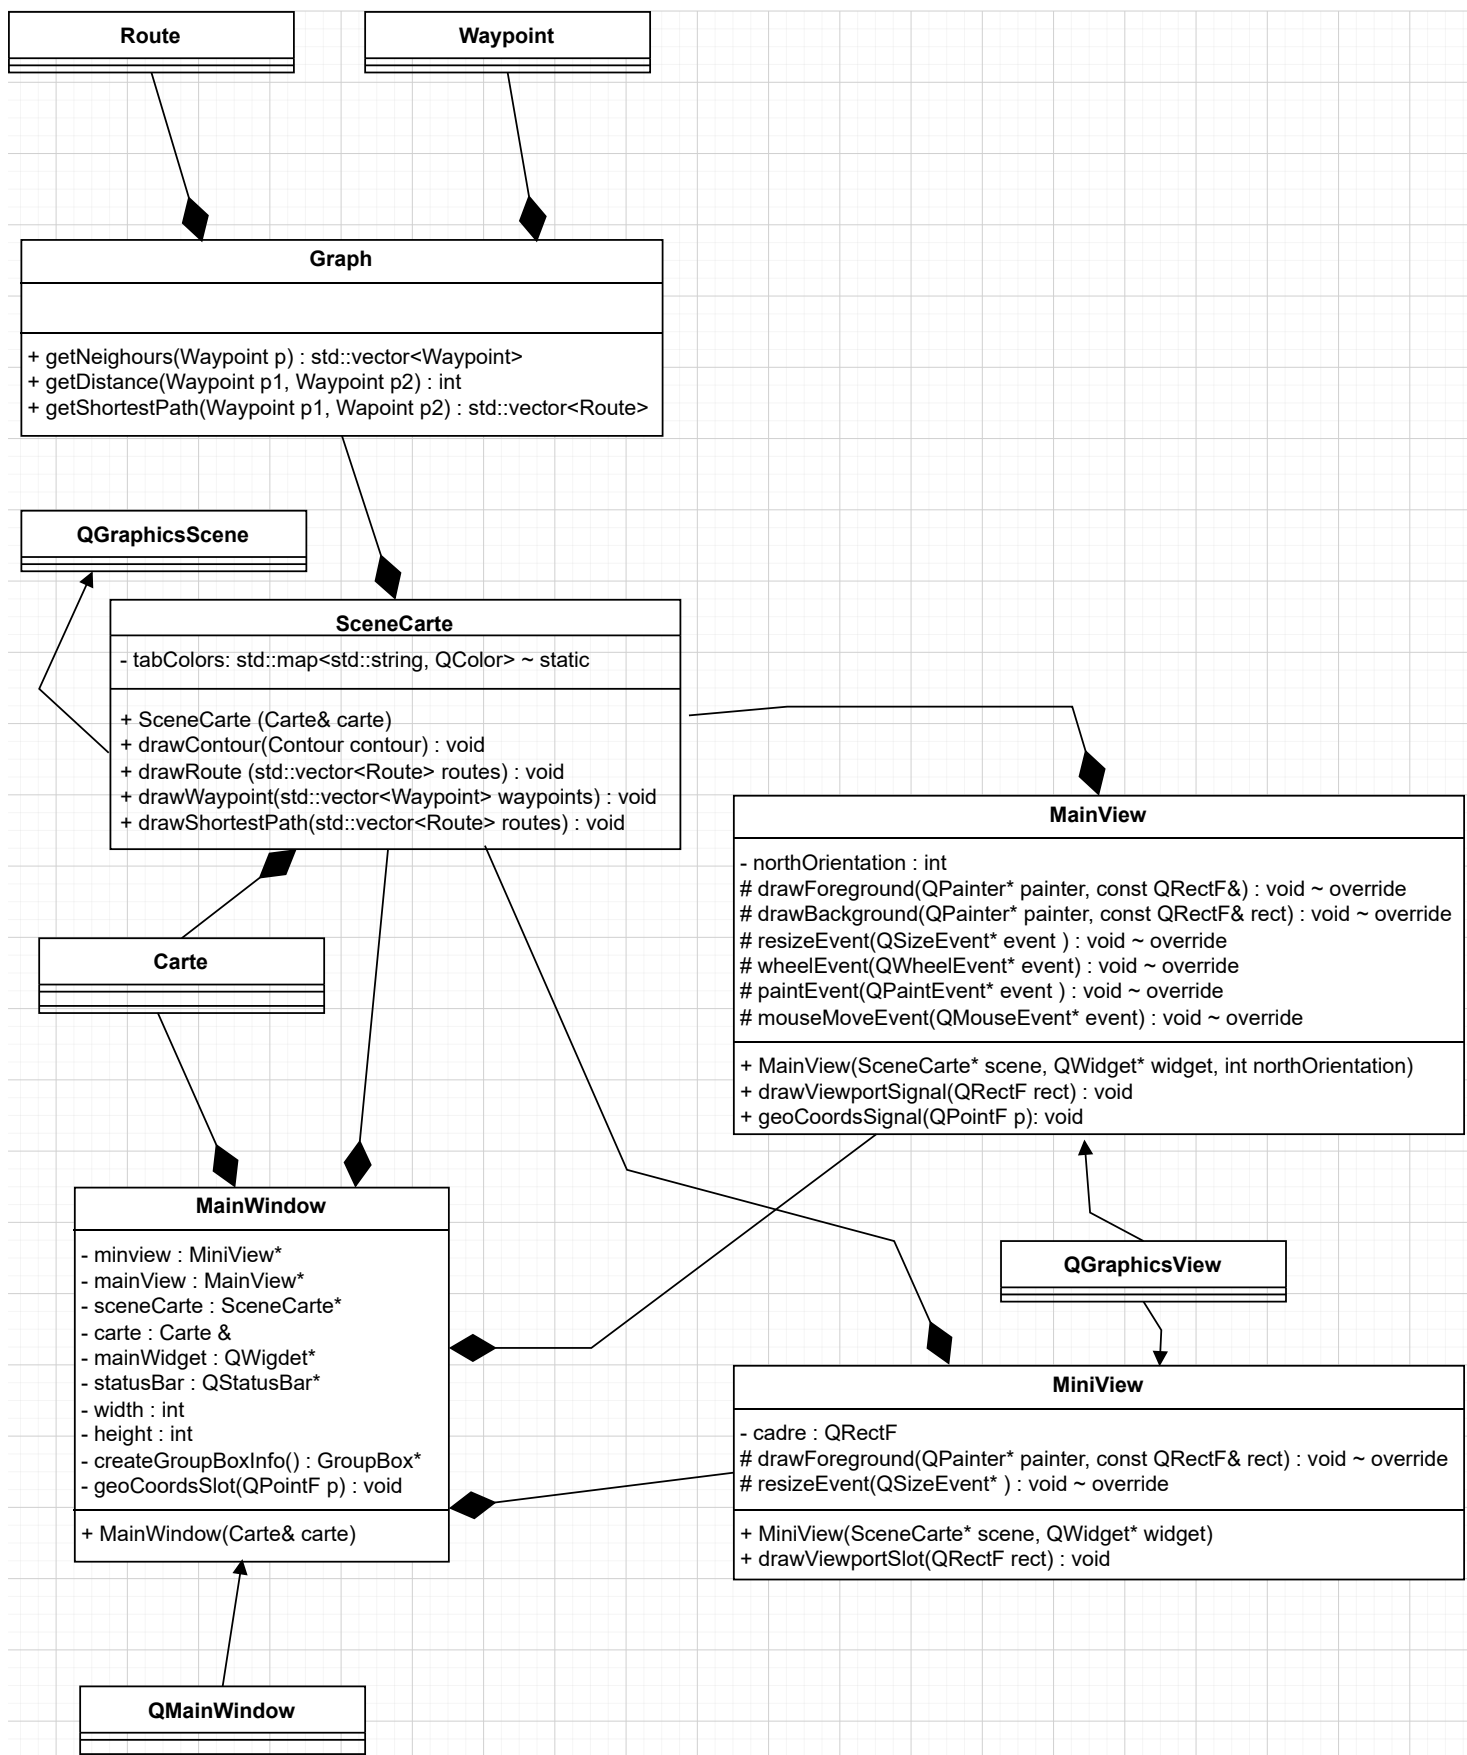 Route
Waypoint
Graph
+ getNeighours(Waypoint p) : std::vector<Waypoint>
+ getDistance(Waypoint p1, Waypoint p2) : int
+ getShortestPath(Waypoint p1, Wapoint p2) : std::vector<Route>
QGraphicsScene
SceneCarte
- tabColors: std::map<std::string, QColor> ~ static
+ SceneCarte (Carte& carte)
+ drawContour(Contour contour) : void
+ drawRoute (std::vector<Route> routes) : void
+ drawWaypoint(std::vector<Waypoint> waypoints) : void
+ drawShortestPath(std::vector<Route> routes) : void
MainView
- northOrientation : int
# drawForeground(QPainter* painter, const QRectF&) : void ~ override
# drawBackground(QPainter* painter, const QRectF& rect) : void ~ override
# resizeEvent(QSizeEvent* event ) : void ~ override
# wheelEvent(QWheelEvent* event) : void ~ override
# paintEvent(QPaintEvent* event ) : void ~ override
# mouseMoveEvent(QMouseEvent* event) : void ~ override
+ MainView(SceneCarte* scene, QWidget* widget, int northOrientation)
+ drawViewportSignal(QRectF rect) : void
+ geoCoordsSignal(QPointF p): void
Carte
MainWindow
- minview : MiniView*
- mainView : MainView*
- sceneCarte : SceneCarte*
- carte : Carte &
- mainWidget : QWigdet*
- statusBar : QStatusBar*
- width : int
- height : int
- createGroupBoxInfo() : GroupBox*
- geoCoordsSlot(QPointF p) : void
+ MainWindow(Carte& carte)
QGraphicsView
MiniView
- cadre : QRectF
# drawForeground(QPainter* painter, const QRectF& rect) : void ~ override
# resizeEvent(QSizeEvent* ) : void ~ override
+ MiniView(SceneCarte* scene, QWidget* widget)
+ drawViewportSlot(QRectF rect) : void
QMainWindow